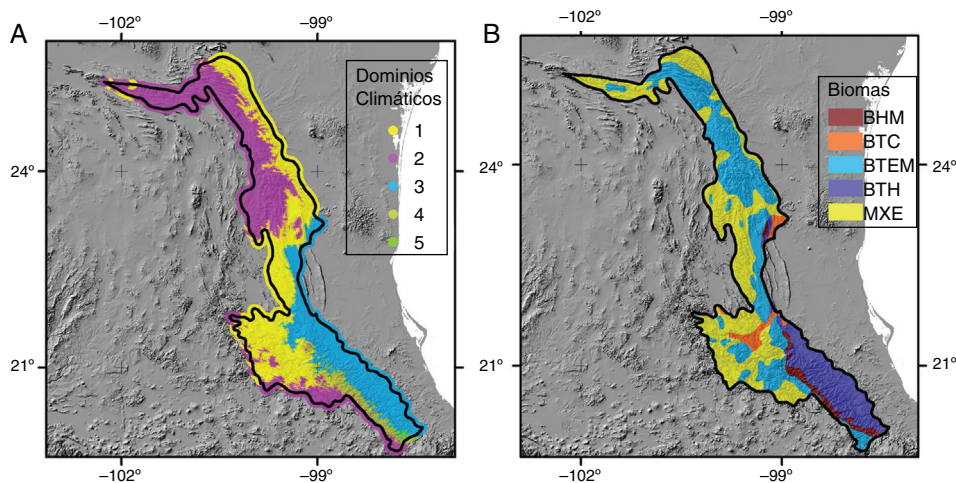 A
−102°
−99°
Dominios
Climáticos
1
2
3
4
5
24°
21°
−102°
−99°
B
−102°
−99°
Biomas
BHM
BTC
BTEM
BTH
MXE
24°
21°
−102°
−99°